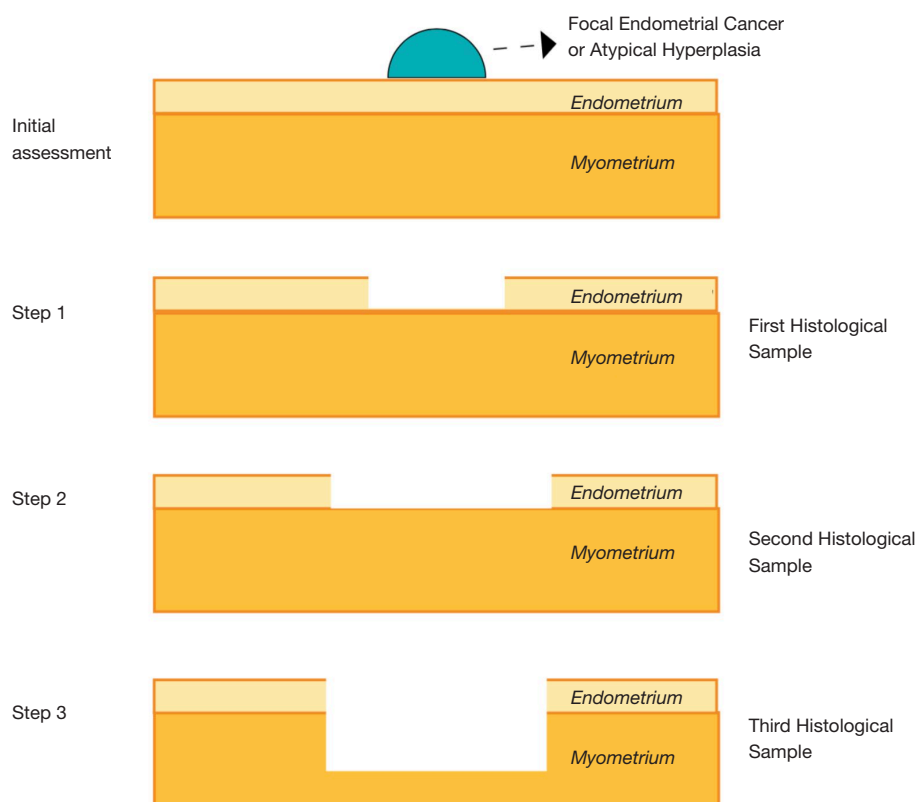 Focal Endometrial Cancer
or Atypical Hyperplasia
Endometrium
Initial
assessment
Myometrium
Endometrium
Step 1
First Histological
Sample
Myometrium
Endometrium
Step 2
Second Histological
Sample
Myometrium
Endometrium
Step 3
Third Histological
Sample
Myometrium